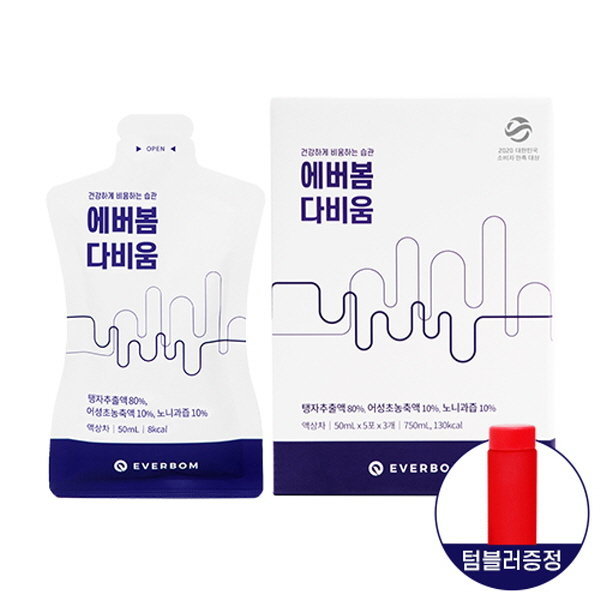 ▶ OPEN ◀
건강하게 비움하는 습관
에버봄
다비움
탱자추출액 80%,
어성초농축액 10%, 노니과즙 10%
액상차 | 50mL | 8kcal
EVERBOM
2020 대한민국
소비자 만족 대상
건강하게 비움하는 습관
에버봄
다비움
탱자추출액 80%, 어성초농축액 10%, 노니과즙 10%
액상차 | 50mL x 5포 x 3개 | 750mL, 130kcal
EVERBOM
텀블러증정